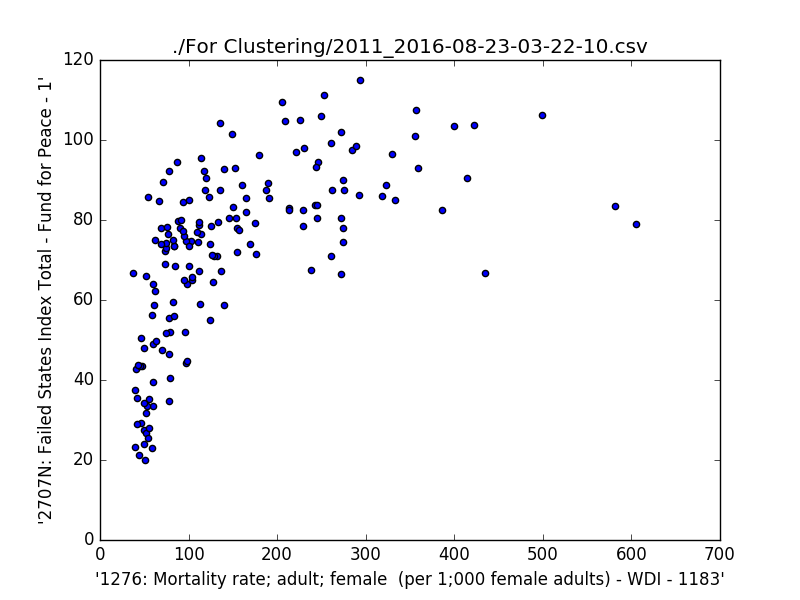 ./For Clustering/2011_2016-08-23-03-22-10.csv
120
100
80
60
40
20
0
'2707N: Failed States Index Total - Fund for Peace - 1'
0 100 200 300 400 500 600 700
'1276: Mortality rate; adult; female  (per 1;000 female adults) - WDI - 1183'